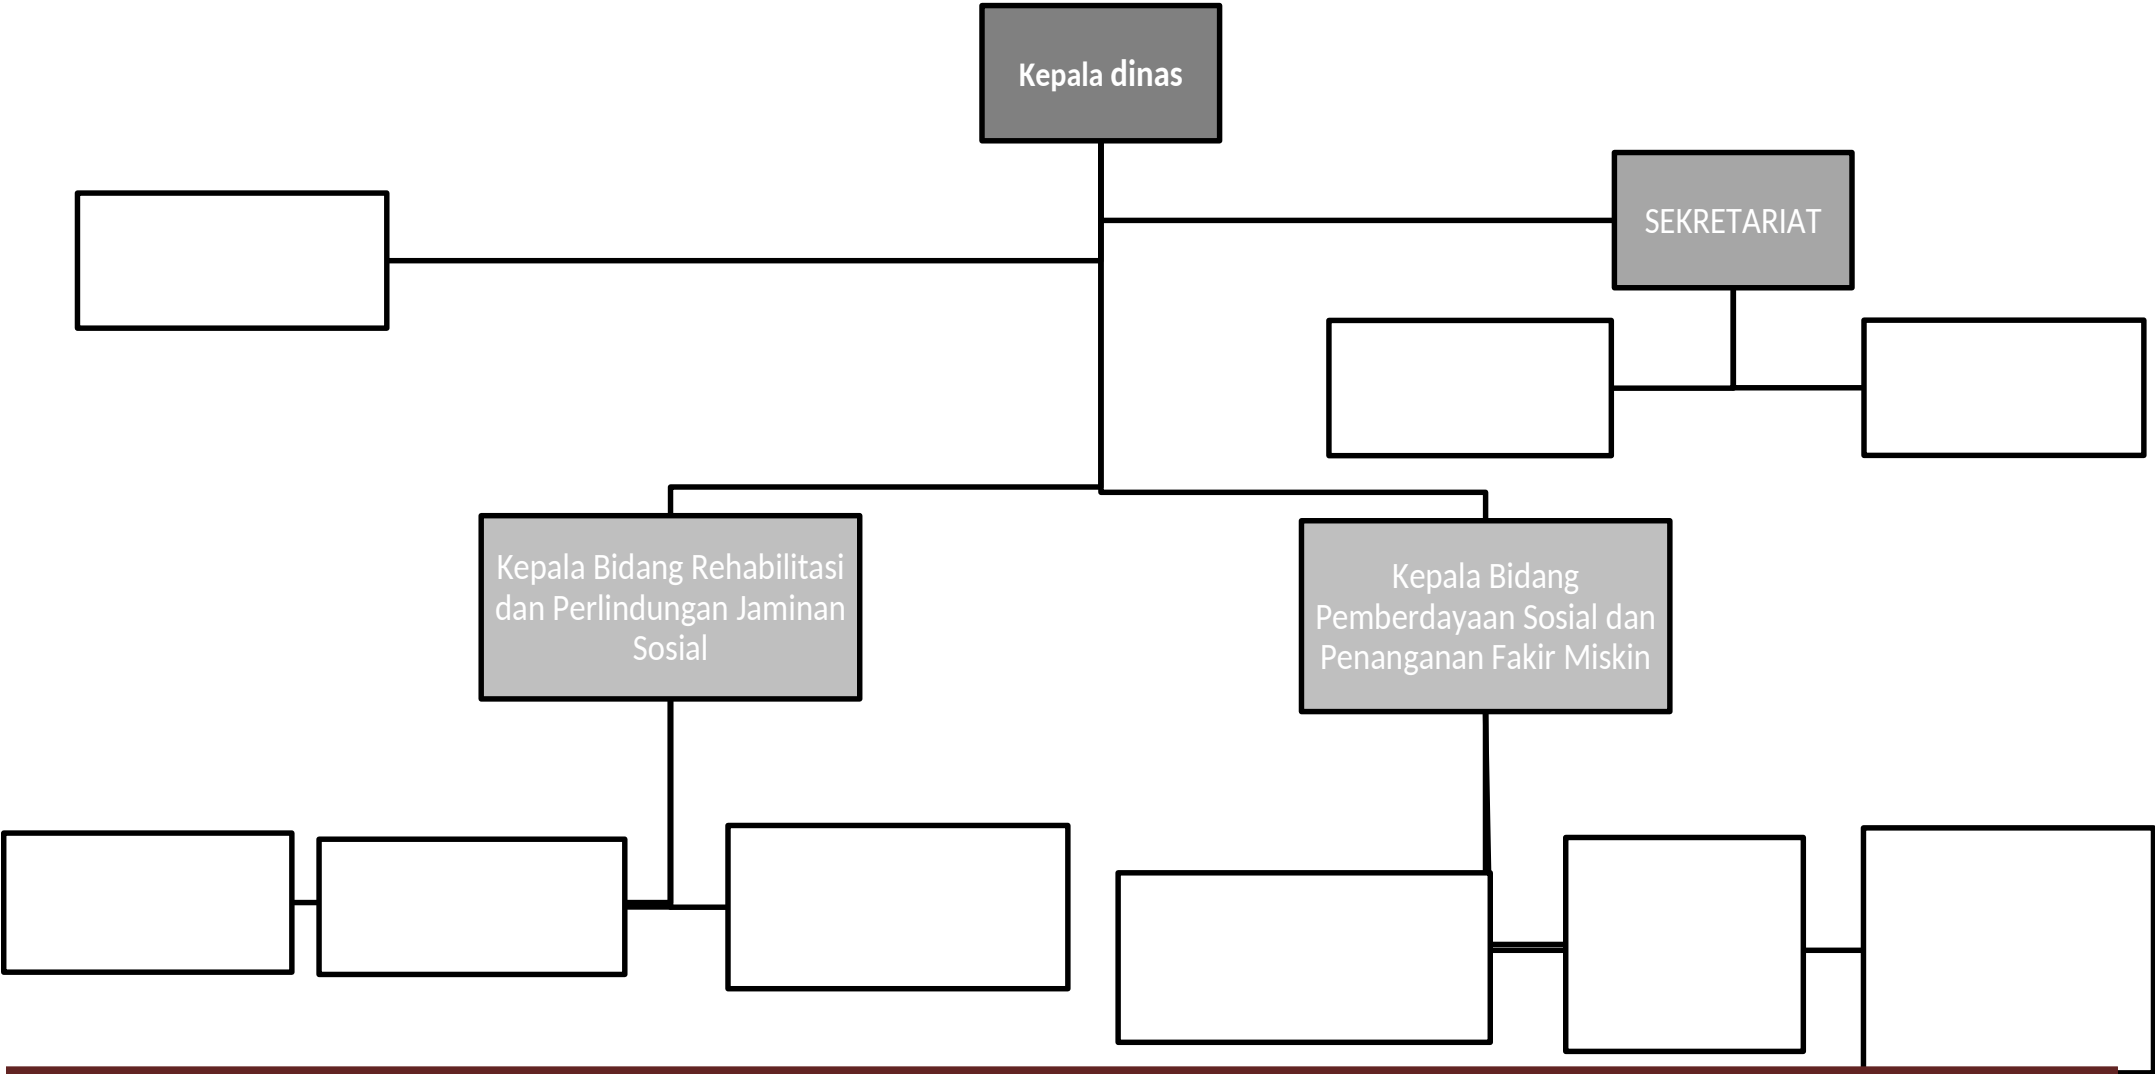 Kepala dinas
SEKRETARIAT
Kepala Bidang Rehabilitasi
dan Perlindungan Jaminan
Sosial
Kepala Bidang
Pemberdayaan Sosial dan
Penanganan Fakir Miskin